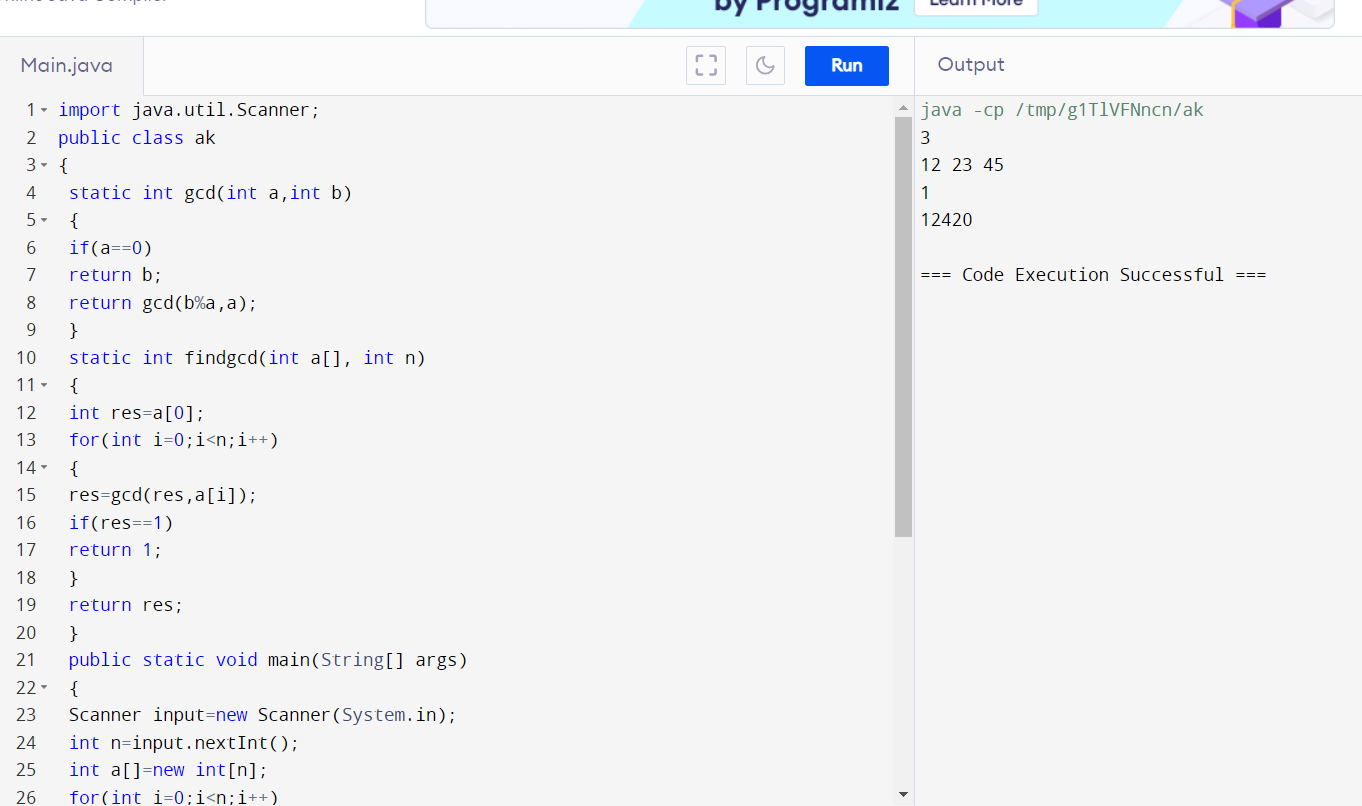 by Programiz
Learn More
Main.java
Run
Output
1 import java.util.Scanner;
2 public class ak
3 {
4 static int gcd(int a,int b)
5 {
6 if(a==0)
7 return b;
8 return gcd(b%a,a);
9 }
10 static int findgcd(int a[], int n)
11 {
12 int res=a[0];
13 for(int i=0;i<n;i++)
14 {
15 res=gcd(res,a[i]);
16 if(res==1)
17 return 1;
18 }
19 return res;
20 }
21 public static void main(String[] args)
22 {
23 Scanner input=new Scanner(System.in);
24 int n=input.nextInt();
25 int a[]=new int[n];
26 for(int i=0;i<n;i++)
java -cp /tmp/g1TlVFNncn/ak
3
12 23 45
1
12420
=== Code Execution Successful ===